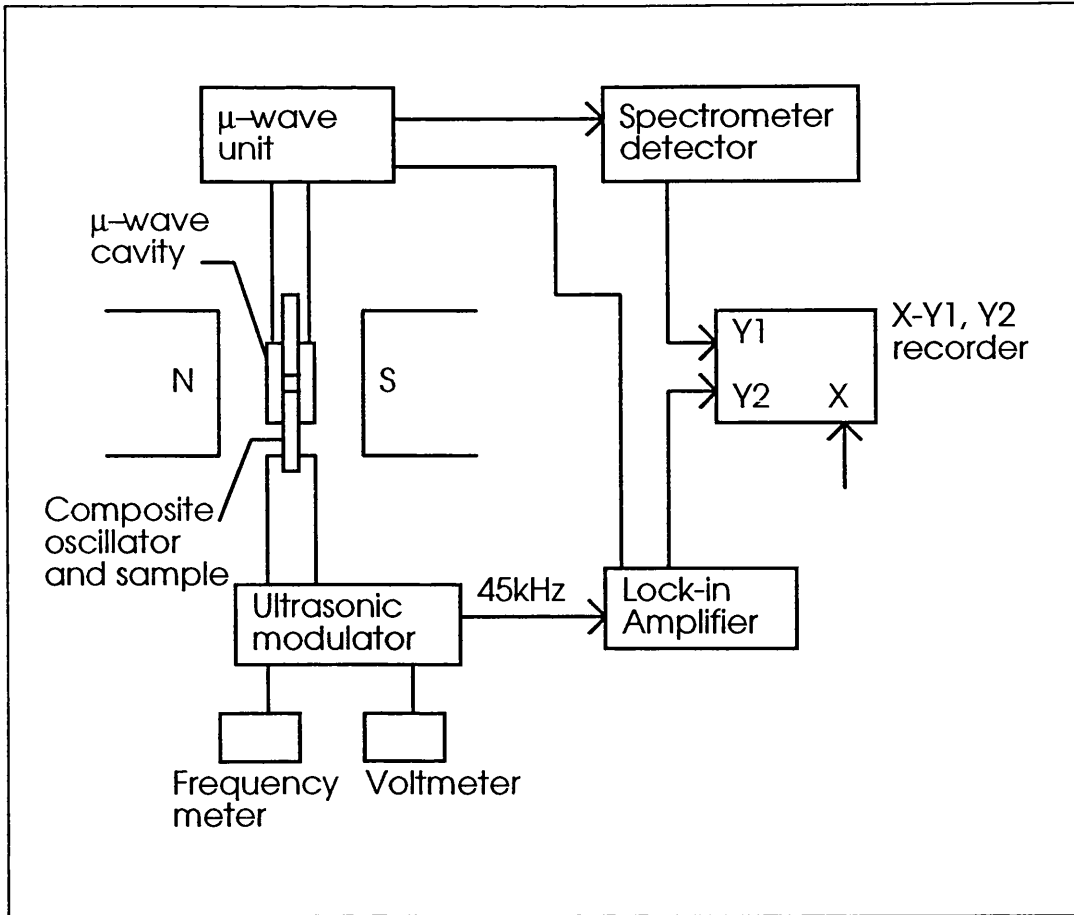 μ-wave
unit
Spectrometer
detector
μ-wave
cavity
N
S
Y1
Y2
X
X-Y1, Y2
recorder
Composite
oscillator
and sample
45kHz
Ultrasonic
modulator
Lock-in
Amplifier
Frequency
meter
Voltmeter